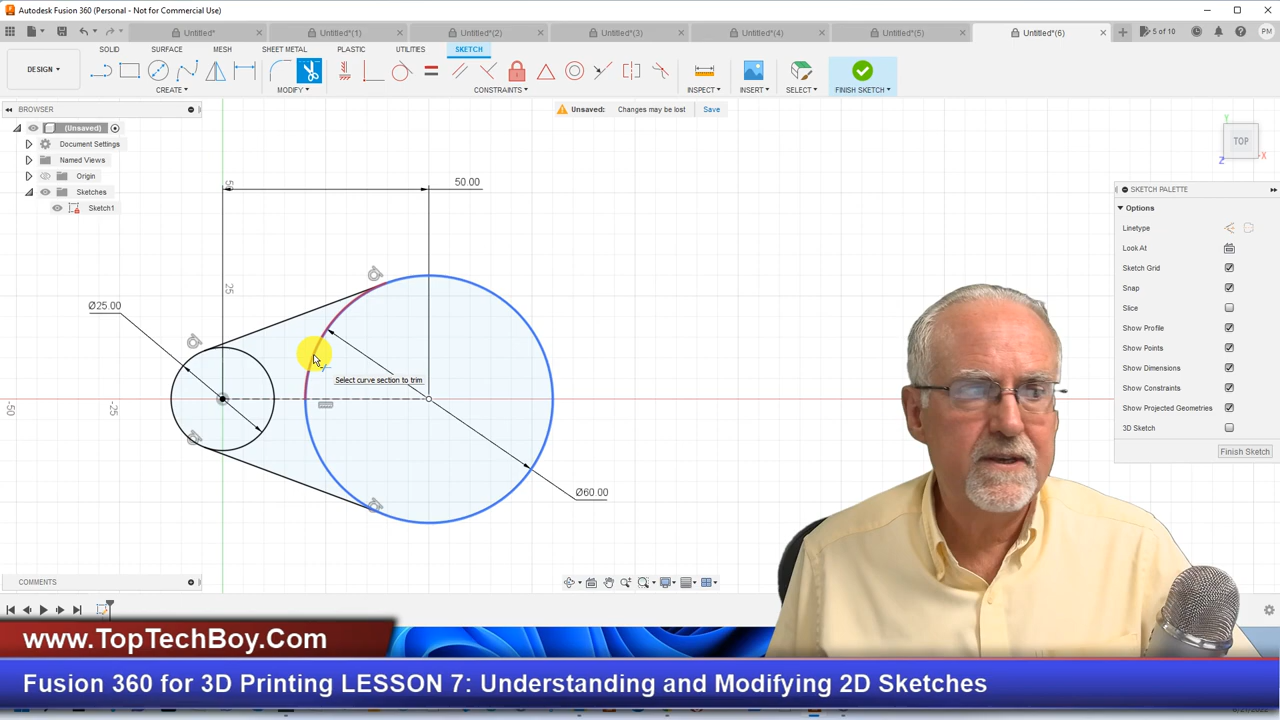 Autodesk Fusion 360 (Personal - Not for Commercial Use)
Untitled* Untitled*(1) Untitled*(2) Untitled*(3) Untitled*(4) Untitled*(5) Untitled*(6) 5 of 10 PM
SOLID SURFACE MESH SHEET METAL PLASTIC UTILITIES SKETCH
DESIGN
CREATE MODIFY CONSTRAINTS INSPECT INSERT SELECT FINISH SKETCH
BROWSER
Unsaved: Changes may be lost Save
(Unsaved)
Document Settings
Named Views
Origin
Sketches
Sketch1
TOP
Y
X
Z
SKETCH PALETTE
Options
Linetype
Look At
Sketch Grid
Snap
Slice
Show Profile
Show Points
Show Dimensions
Show Constraints
Show Projected Geometries
3D Sketch
Finish Sketch
50.00
50
25
Ø25.00
Select curve section to trim
-50
-25
Ø60.00
COMMENTS
www.TopTechBoy.Com
Fusion 360 for 3D Printing LESSON 7: Understanding and Modifying 2D Sketches